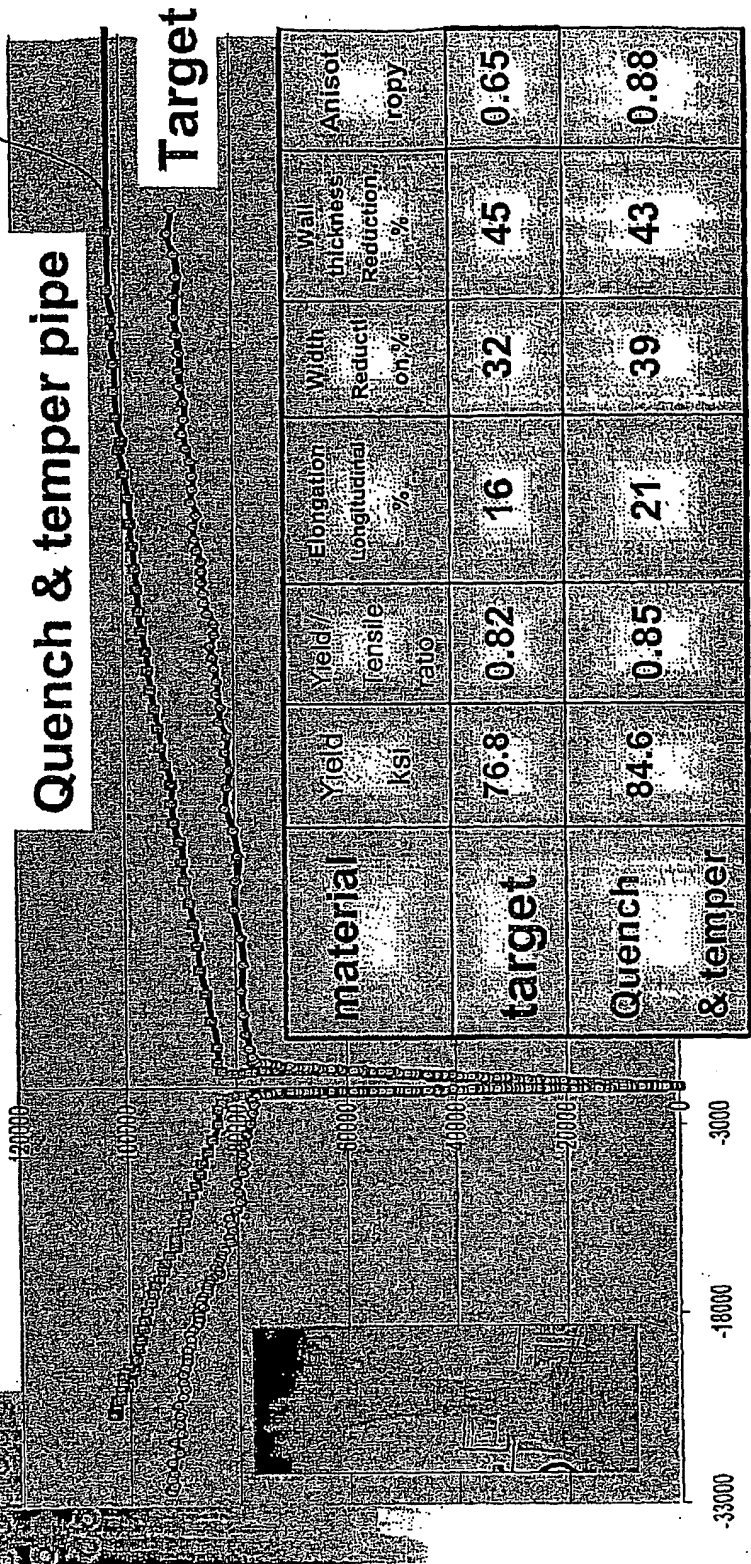 Quench & temper pipe
Target
120000
100000
80000
60000
40000
20000
0
-33000
-18000
-3000
material
Yield
ksi
Yield/
Tensile
ratio
Elongation
Longitudinal
%
Width
Reducti
on %
Wall
thickness
Reduction
%
Anisot
ropy
target
76.8
0.82
16
32
45
0.65
Quench
& temper
84.6
0.85
21
39
43
0.88